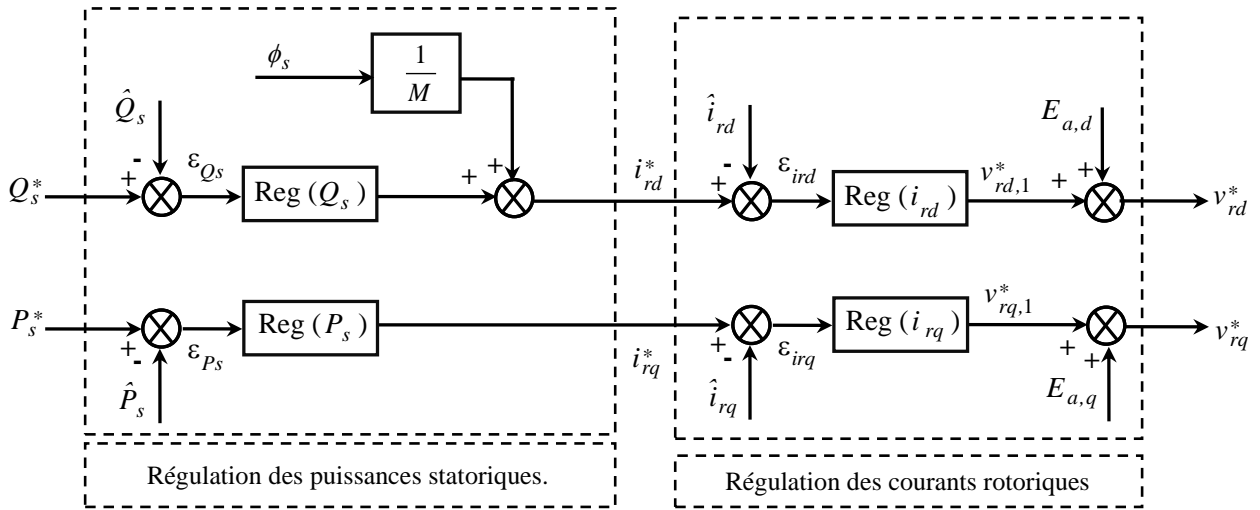 ϕ_s
1/M
Q̂_s
î_rd
E_a,d
- + ε_Qs
+ +
i*_rd
- + ε_ird
v*_rd,1
+ +
Q*_s
Reg (Q_s)
Reg (i_rd)
v*_rd
P*_s
Reg (P_s)
Reg (i_rq)
v*_rq,1
v*_rq
+ - ε_Ps
i*_rq
+ - ε_irq
+ +
P̂_s
î_rq
E_a,q
Régulation des puissances statoriques.
Régulation des courants rotoriques